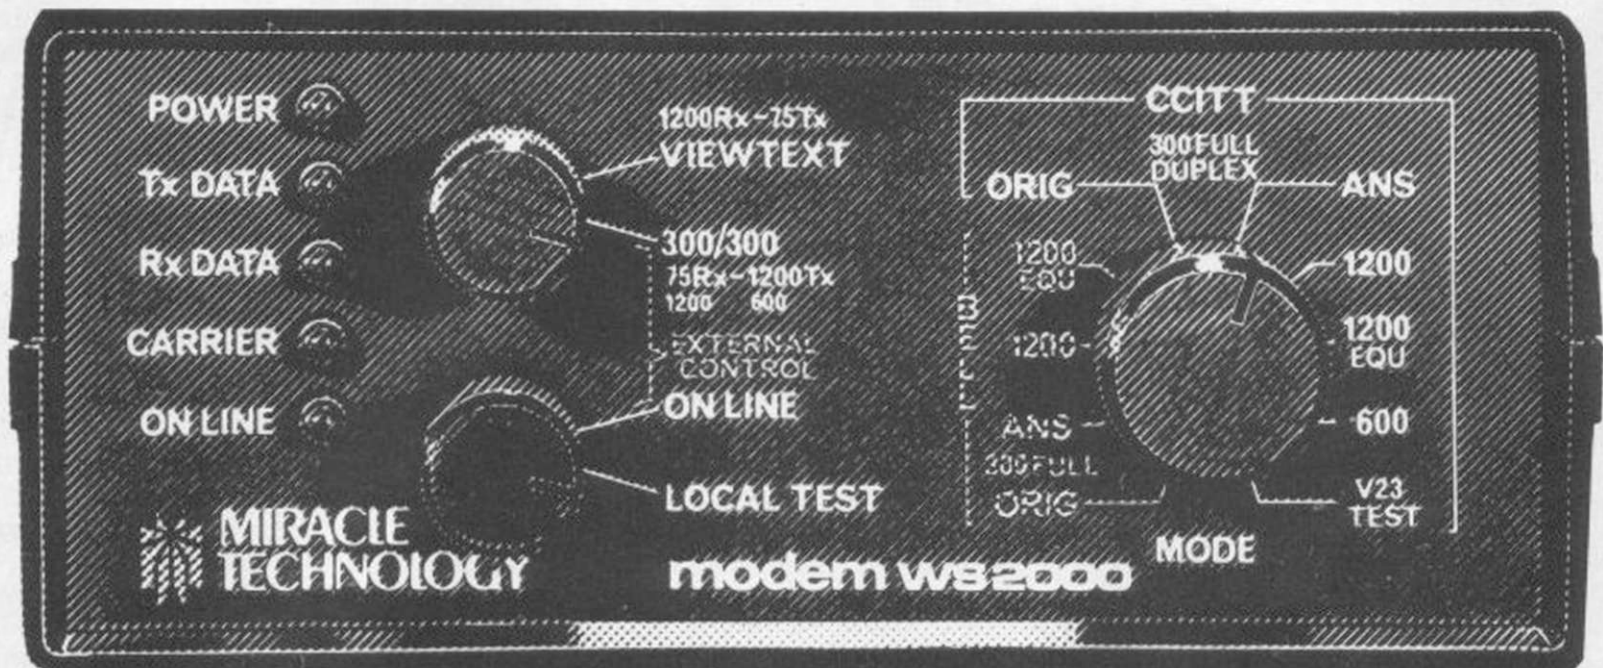 POWER
Tx DATA
Rx DATA
CARRIER
ON LINE
MIRACLE
TECHNOLOGY
1200Rx-75Tx
VIEWTEXT
300/300
75Rx-1200Tx
1200 600
EXTERNAL
CONTROL
ON LINE
LOCAL TEST
modem WS2000
CCITT
300 FULL
DUPLEX
ORIG
ANS
1200
EQU
1200
ANS
300 FULL
ORIG
1200
1200
EQU
600
V23
TEST
MODE